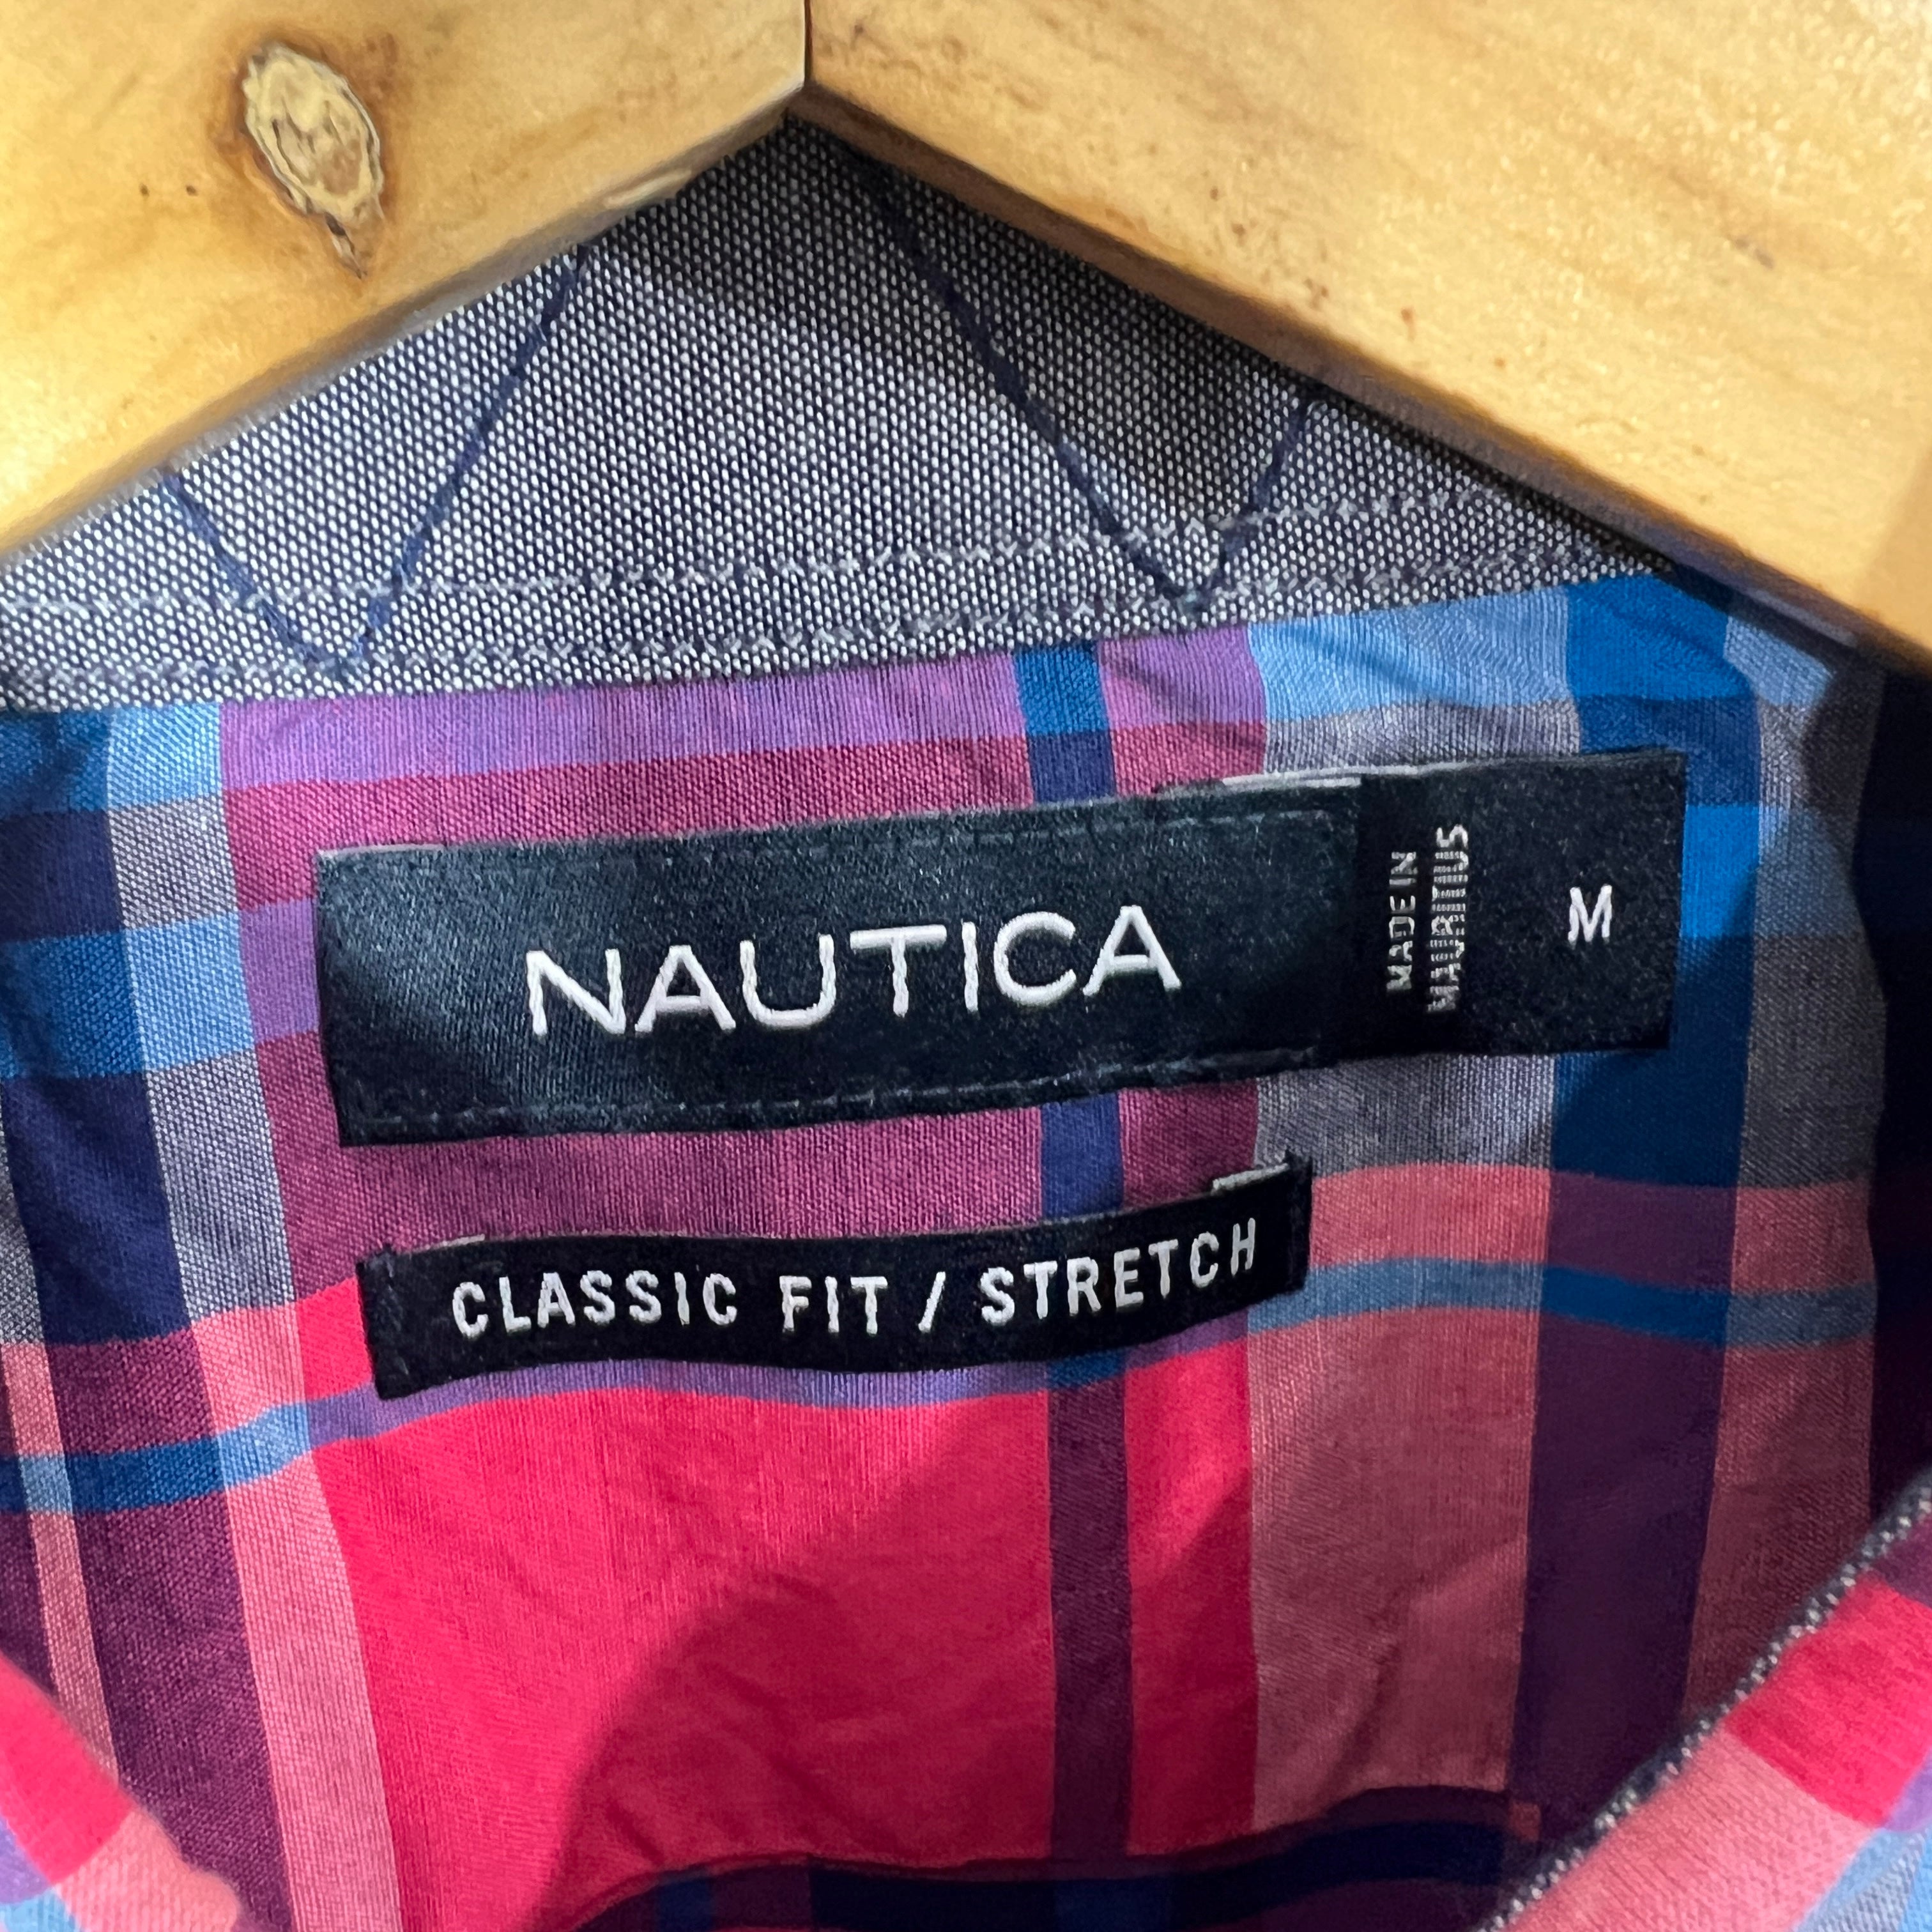 NAUTICA
MADE IN
MAURITIUS
M
CLASSIC FIT / STRETCH